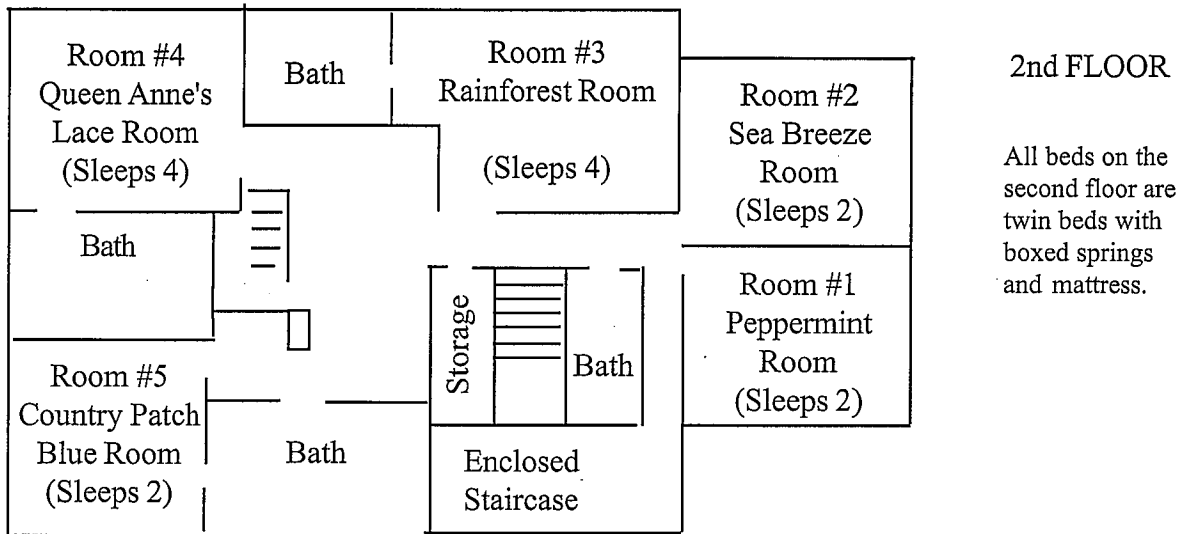 Room #4
Queen Anne's
Lace Room
(Sleeps 4)
Bath
Room #3
Rainforest Room
(Sleeps 4)
Room #2
Sea Breeze
Room
(Sleeps 2)
2nd FLOOR
All beds on the
second floor are
twin beds with
boxed springs
and mattress.
Bath
Storage
Bath
Room #1
Peppermint
Room
(Sleeps 2)
Room #5
Country Patch
Blue Room
(Sleeps 2)
Bath
Enclosed
Staircase